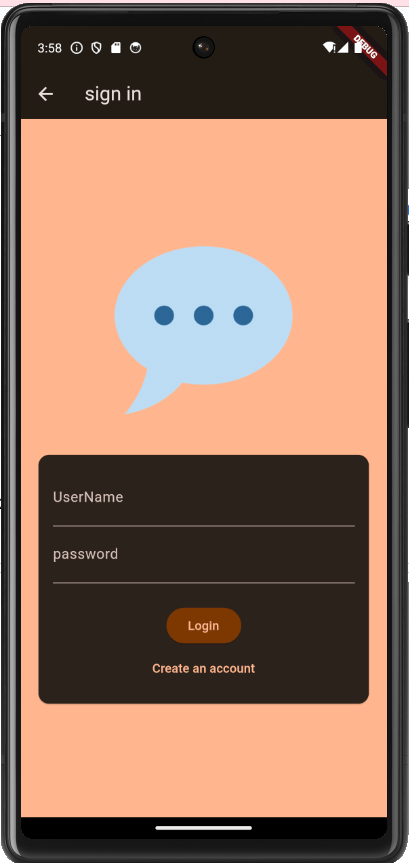 3:58
DEBUG
sign in
UserName
password
Login
Create an account